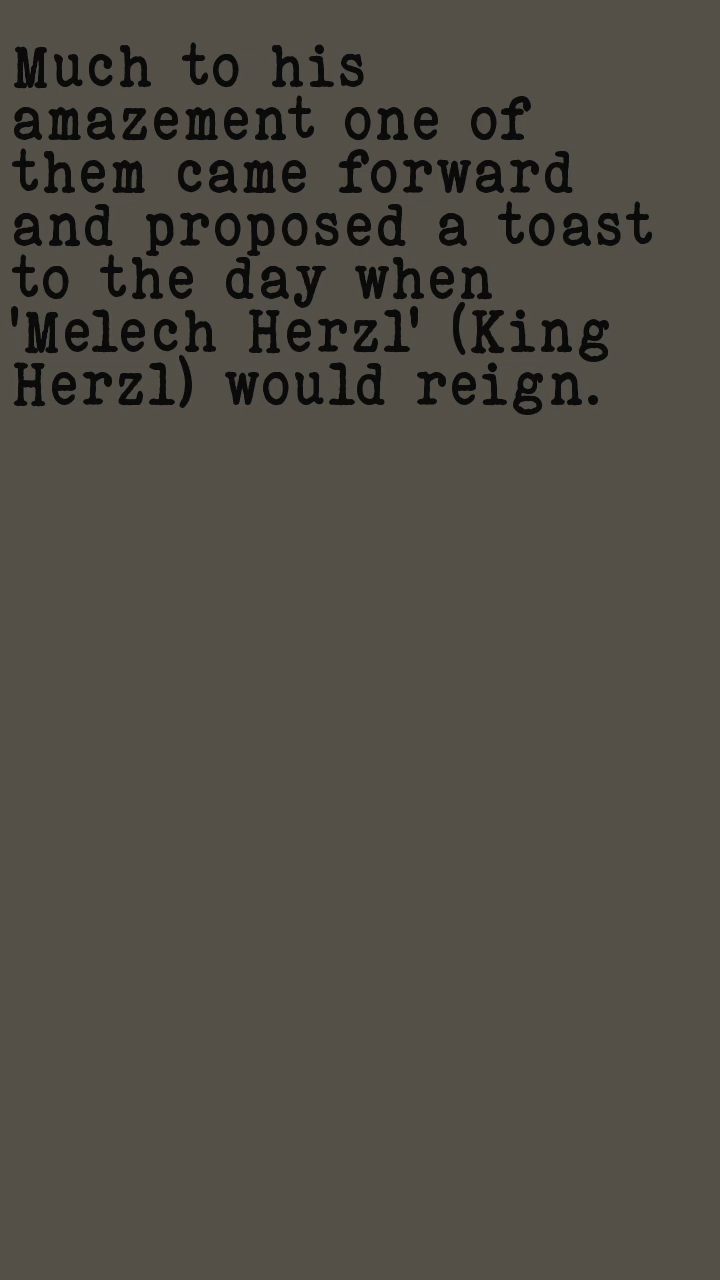 Much to his
amazement one of
them came forward
and proposed a toast
to the day when
'Melech Herzl' (King
Herzl) would reign.